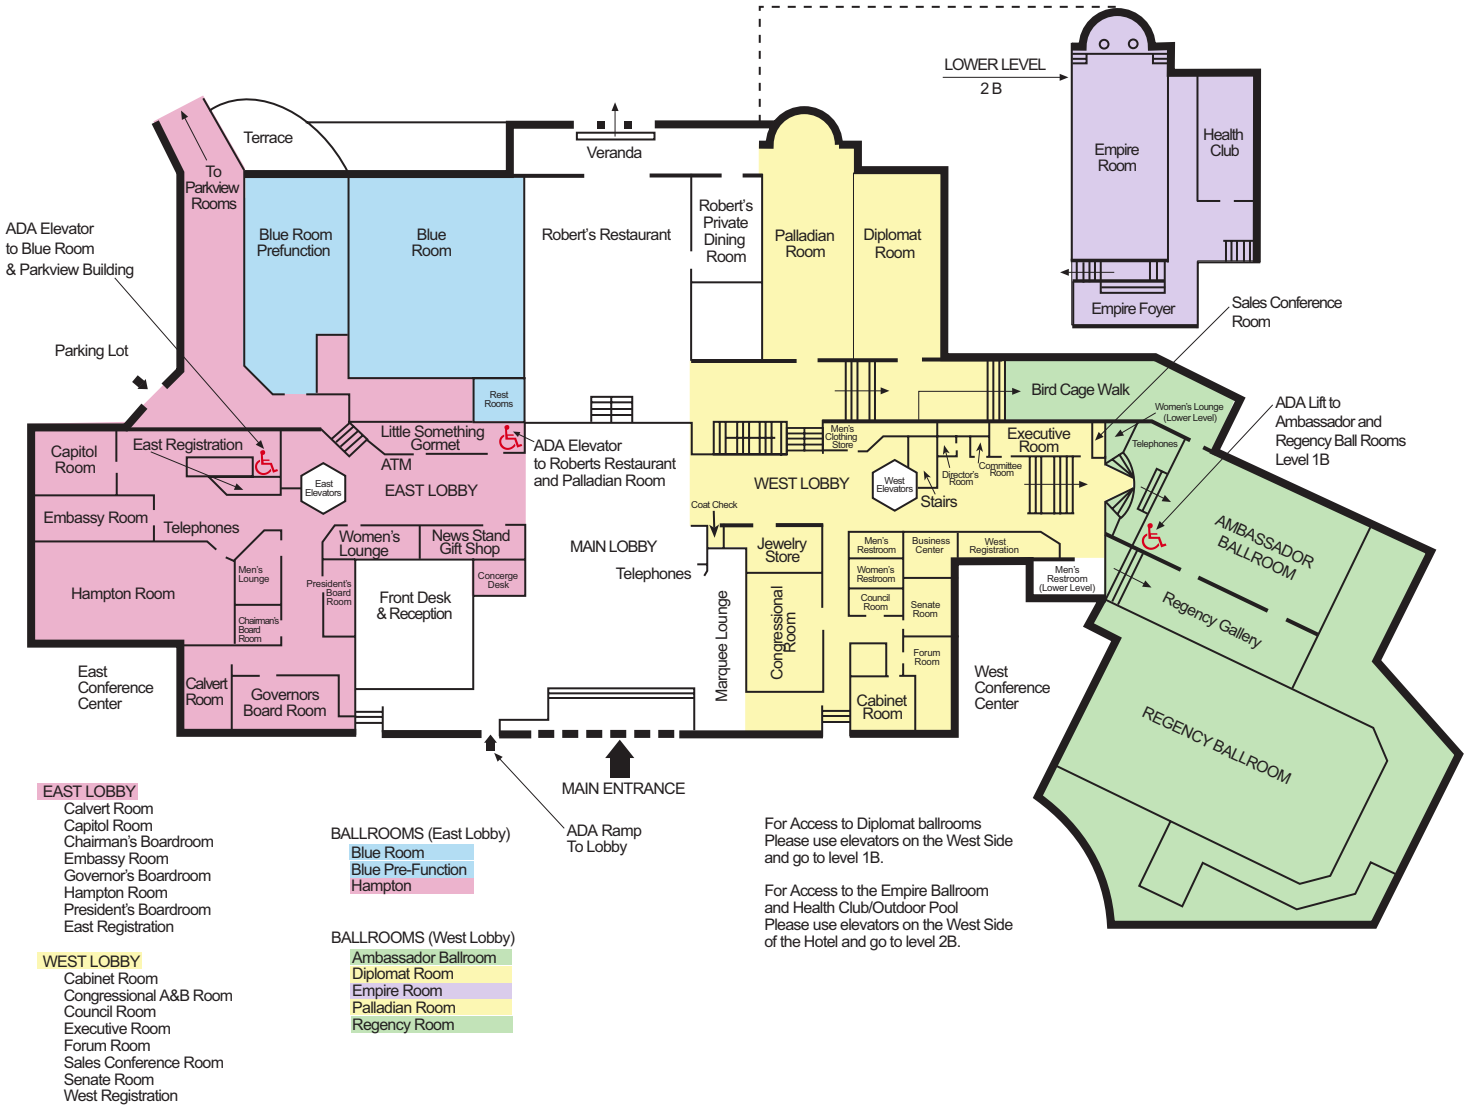 LOWER LEVEL
2 B
Empire
Room
Health
Club
Empire Foyer
Terrace
Veranda
To
Parkview
Rooms
ADA Elevator
to Blue Room
& Parkview Building
Blue Room
Prefunction
Blue
Room
Robert's Restaurant
Robert's
Private
Dining
Room
Palladian
Room
Diplomat
Room
Sales Conference
Room
Parking Lot
Rest
Rooms
Bird Cage Walk
Women's Lounge
(Lower Level)
Telephones
ADA Lift to
Ambassador and
Regency Ball Rooms
Level 1B
Capitol
Room
East Registration
Little Something
Gormet
ATM
ADA Elevator
to Roberts Restaurant
and Palladian Room
Men's
Clothing
Store
Executive
Room
Director's
Room
Committee
Room
East
Elevators
EAST LOBBY
WEST LOBBY
West
Elevators
Stairs
Coat Check
Embassy Room
Telephones
Women's
Lounge
News Stand
Gift Shop
MAIN LOBBY
Telephones
Jewelry
Store
Men's
Restroom
Business
Center
West
Registration
AMBASSADOR
BALLROOM
Hampton Room
Men's
Lounge
President's
Board
Room
Concerge
Desk
Front Desk
& Reception
Women's
Restroom
Men's
Restroom
(Lower Level)
Council
Room
Senate
Room
Regency Gallery
Chairman's
Board
Room
Marquee Lounge
Congressional
Room
Forum
Room
East
Conference
Center
Calvert
Room
Governors
Board Room
Cabinet
Room
West
Conference
Center
REGENCY BALLROOM
MAIN ENTRANCE
ADA Ramp
To Lobby
EAST LOBBY
Calvert Room
Capitol Room
Chairman's Boardroom
Embassy Room
Governor's Boardroom
Hampton Room
President's Boardroom
East Registration
WEST LOBBY
Cabinet Room
Congressional A&B Room
Council Room
Executive Room
Forum Room
Sales Conference Room
Senate Room
West Registration
BALLROOMS (East Lobby)
Blue Room
Blue Pre-Function
Hampton
BALLROOMS (West Lobby)
Ambassador Ballroom
Diplomat Room
Empire Room
Palladian Room
Regency Room
For Access to Diplomat ballrooms
Please use elevators on the West Side
and go to level 1B.
For Access to the Empire Ballroom
and Health Club/Outdoor Pool
Please use elevators on the West Side
of the Hotel and go to level 2B.